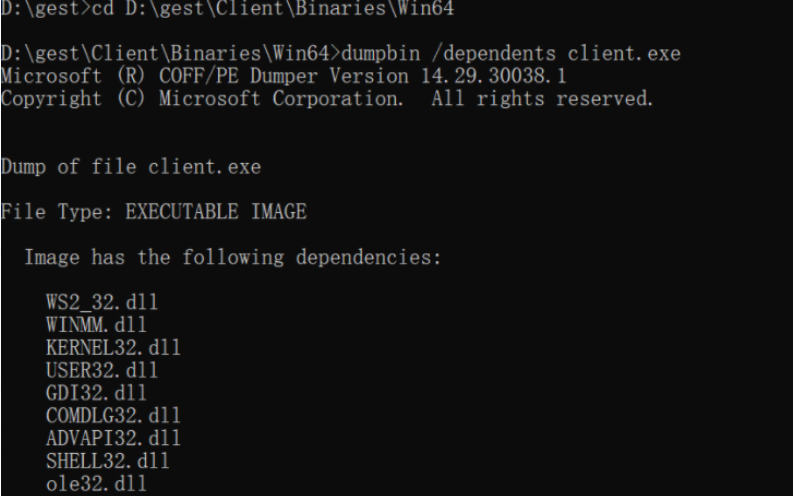 D:\gest>cd D:\gest\Client\Binaries\Win64
D:\gest\Client\Binaries\Win64>dumpbin /dependents client.exe
Microsoft (R) COFF/PE Dumper Version 14.29.30038.1
Copyright (C) Microsoft Corporation.  All rights reserved.
Dump of file client.exe
File Type: EXECUTABLE IMAGE
Image has the following dependencies:
WS2_32.dll
WINMM.dll
KERNEL32.dll
USER32.dll
GDI32.dll
COMDLG32.dll
ADVAPI32.dll
SHELL32.dll
ole32.dll